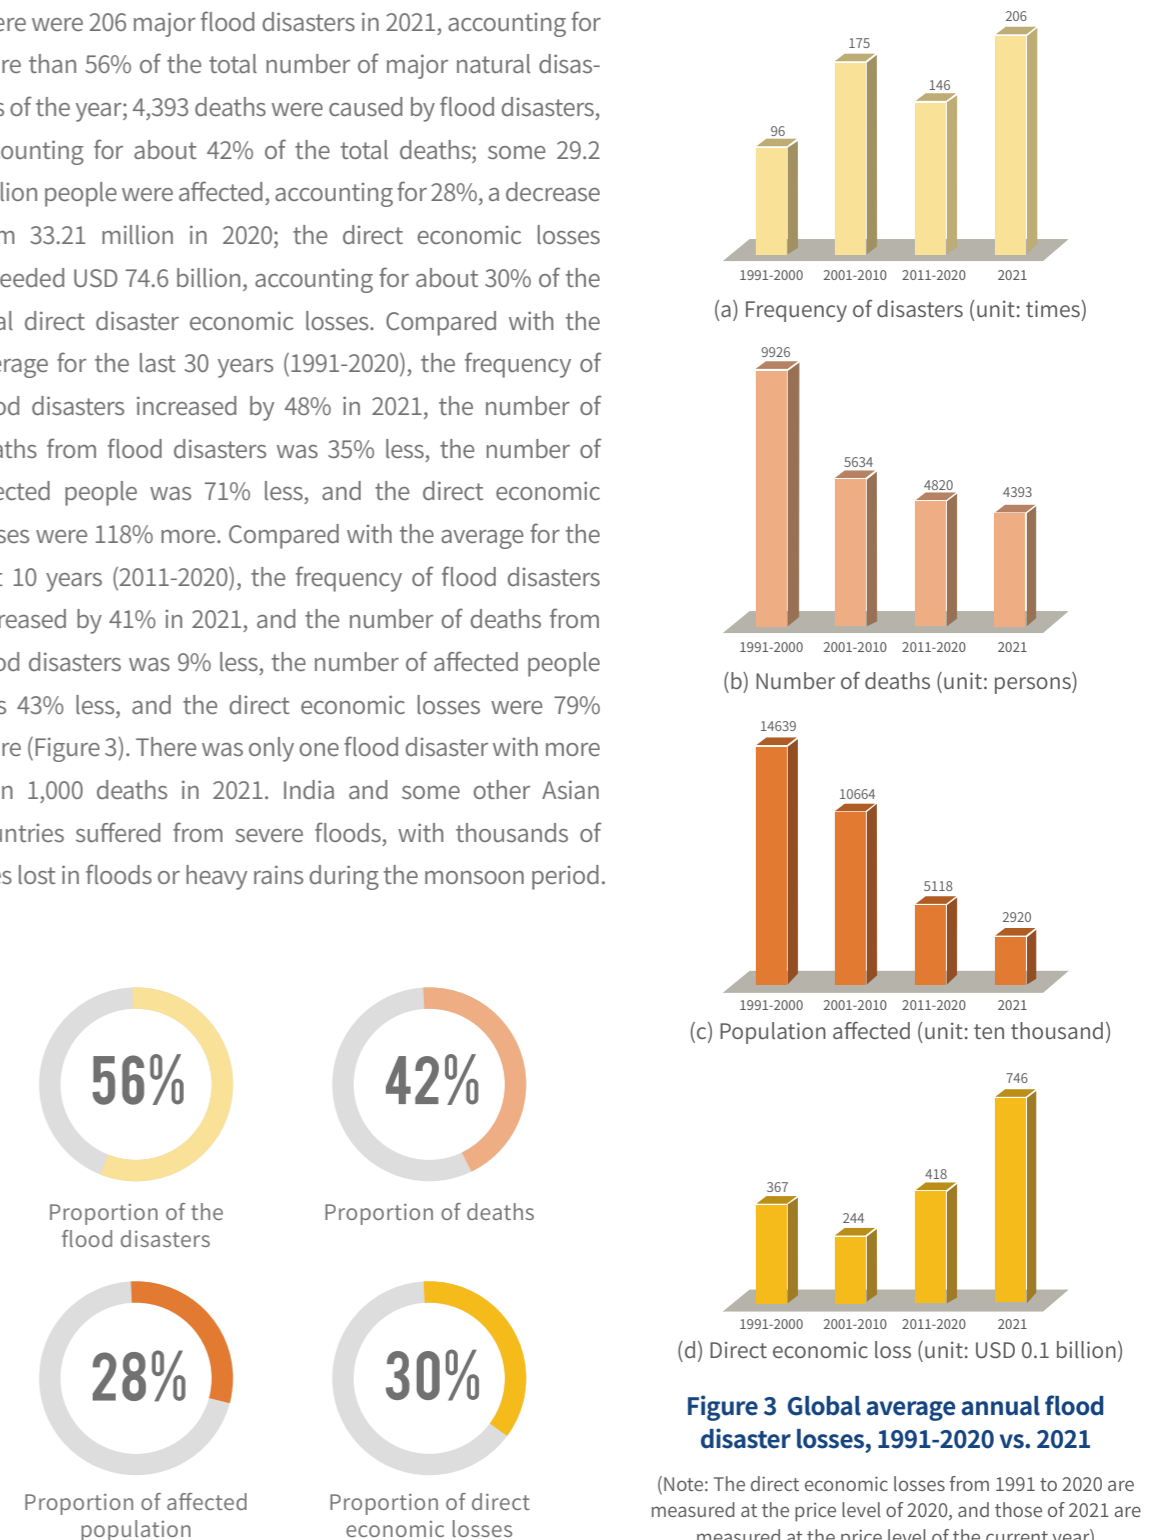 ere were 206 major flood disasters in 2021, accounting for
re than 56% of the total number of major natural disas-
s of the year; 4,393 deaths were caused by flood disasters,
ounting for about 42% of the total deaths; some 29.2
lion people were affected, accounting for 28%, a decrease
m 33.21 million in 2020; the direct economic losses
eeded USD 74.6 billion, accounting for about 30% of the
al direct disaster economic losses. Compared with the
erage for the last 30 years (1991-2020), the frequency of
od disasters increased by 48% in 2021, the number of
aths from flood disasters was 35% less, the number of
ected people was 71% less, and the direct economic
ses were 118% more. Compared with the average for the
t 10 years (2011-2020), the frequency of flood disasters
reased by 41% in 2021, and the number of deaths from
od disasters was 9% less, the number of affected people
s 43% less, and the direct economic losses were 79%
re (Figure 3). There was only one flood disaster with more
n 1,000 deaths in 2021. India and some other Asian
untries suffered from severe floods, with thousands of
es lost in floods or heavy rains during the monsoon period.
56%
Proportion of the
flood disasters
42%
Proportion of deaths
28%
Proportion of affected
population
30%
Proportion of direct
economic losses
96
175
146
206
1991-2000 2001-2010 2011-2020 2021
(a) Frequency of disasters (unit: times)
9926
5634
4820
4393
1991-2000 2001-2010 2011-2020 2021
(b) Number of deaths (unit: persons)
14639
10664
5118
2920
1991-2000 2001-2010 2011-2020 2021
(c) Population affected (unit: ten thousand)
367
244
418
746
1991-2000 2001-2010 2011-2020 2021
(d) Direct economic loss (unit: USD 0.1 billion)
Figure 3 Global average annual flood
disaster losses, 1991-2020 vs. 2021
(Note: The direct economic losses from 1991 to 2020 are
measured at the price level of 2020, and those of 2021 are
measured at the price level of the current year)